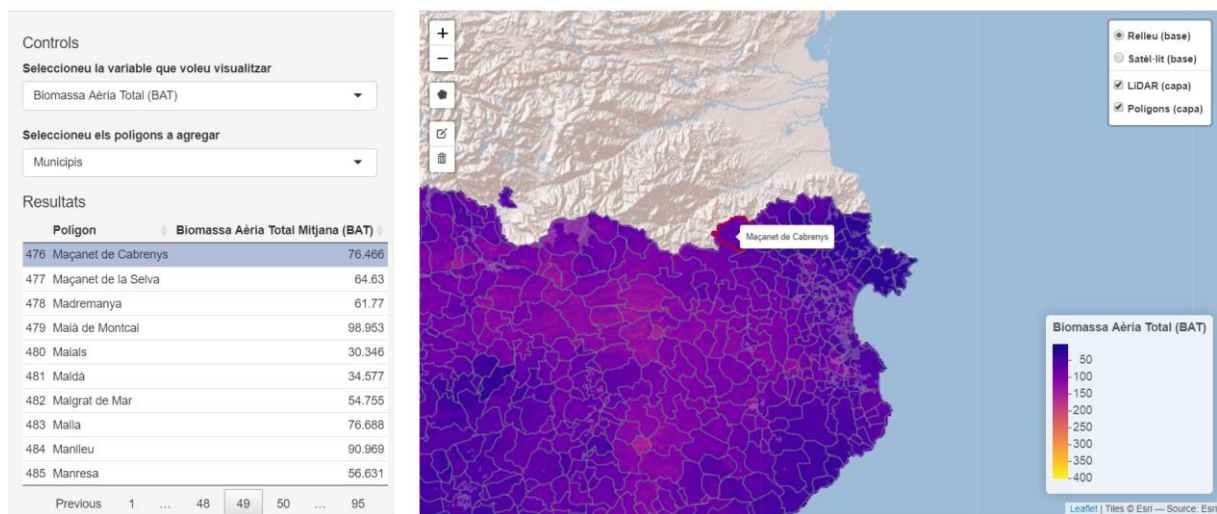 Controls
Seleccioneu la variable que voleu visualitzar
Biomassa Aèria Total (BAT)
Seleccioneu els polígons a agregar
Municipis
Resultats
Polígon Biomassa Aèria Total Mitjana (BAT)
476 Maçanet de Cabrenys 76.466
477 Maçanet de la Selva 64.63
478 Madremanya 61.77
479 Maià de Montcal 98.953
480 Maials 30.346
481 Maldà 34.577
482 Malgrat de Mar 54.755
483 Malla 76.688
484 Manlleu 90.969
485 Manresa 56.631
Previous 1 ... 48 49 50 ... 95
+
−
Maçanet de Cabrenys
Relleu (base)
Satèl·lit (base)
LiDAR (capa)
Polígons (capa)
Biomassa Aèria Total (BAT)
50
100
150
200
250
300
350
400
Leaflet | Tiles © Esri — Source: Esri